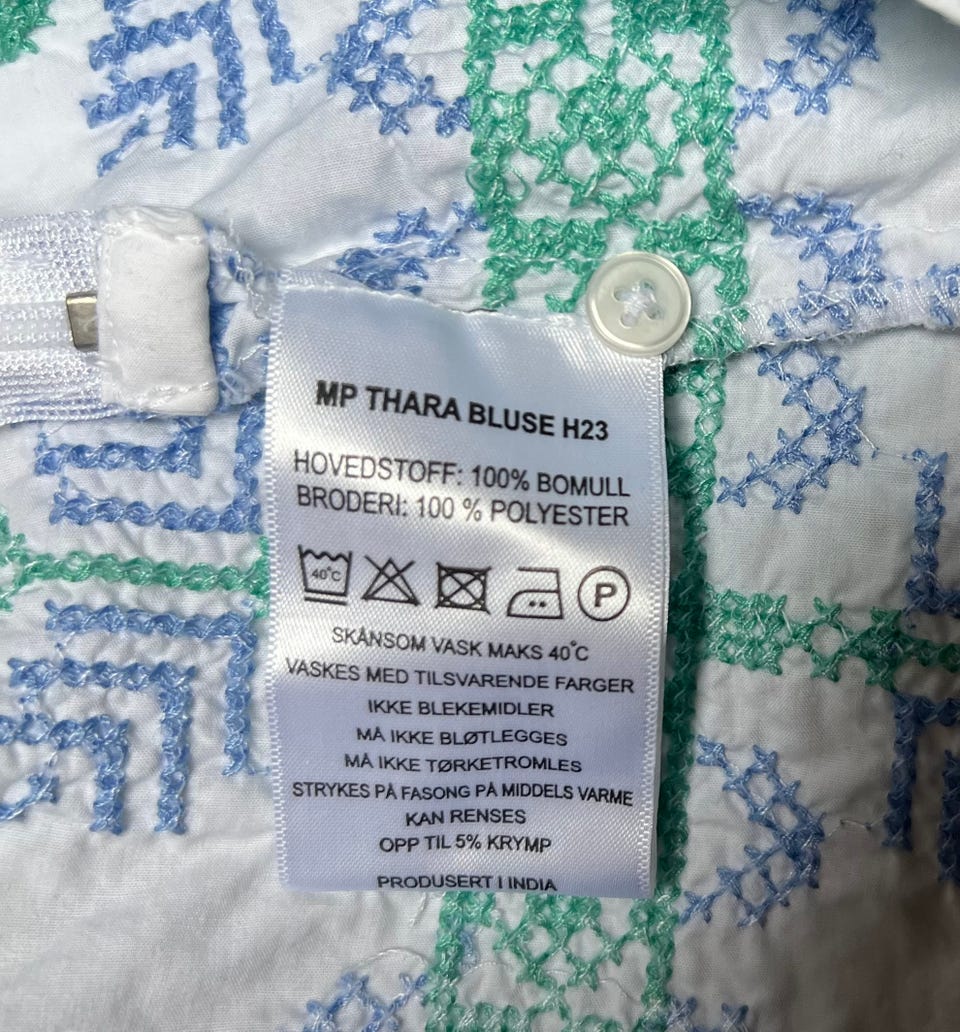 MP THARA BLUSE H23
HOVEDSTOFF: 100% BOMULL
BRODERI: 100 % POLYESTER
40°C P
SKÅNSOM VASK MAKS 40°C
VASKES MED TILSVARENDE FARGER
IKKE BLEKEMIDLER
MÅ IKKE BLØTLEGGES
MÅ IKKE TØRKETROMLES
STRYKES PÅ FASONG PÅ MIDDELS VARME
KAN RENSES
OPP TIL 5% KRYMP
PRODUSERT I INDIA